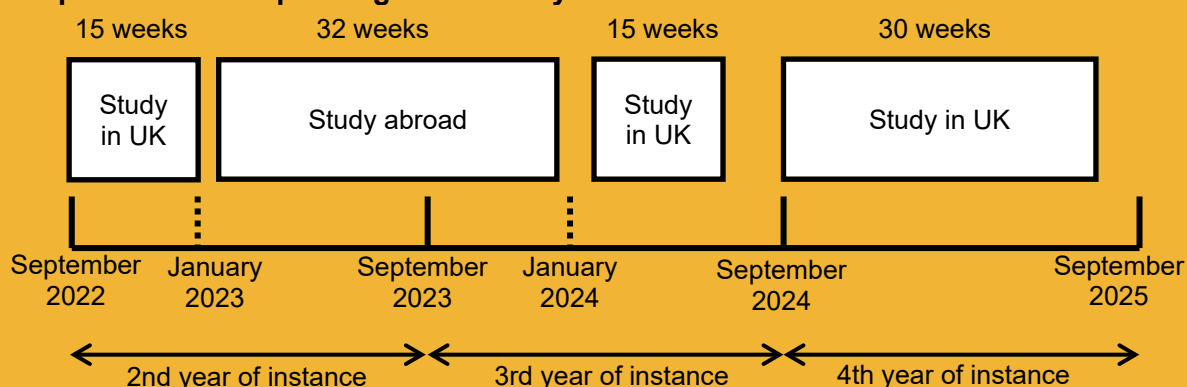 15 weeks 32 weeks 15 weeks 30 weeks
Study
in UK
Study abroad
Study
in UK
Study in UK
September
2022
January
2023
September
2023
January
2024
September
2024
September
2025
2nd year of instance 3rd year of instance 4th year of instance